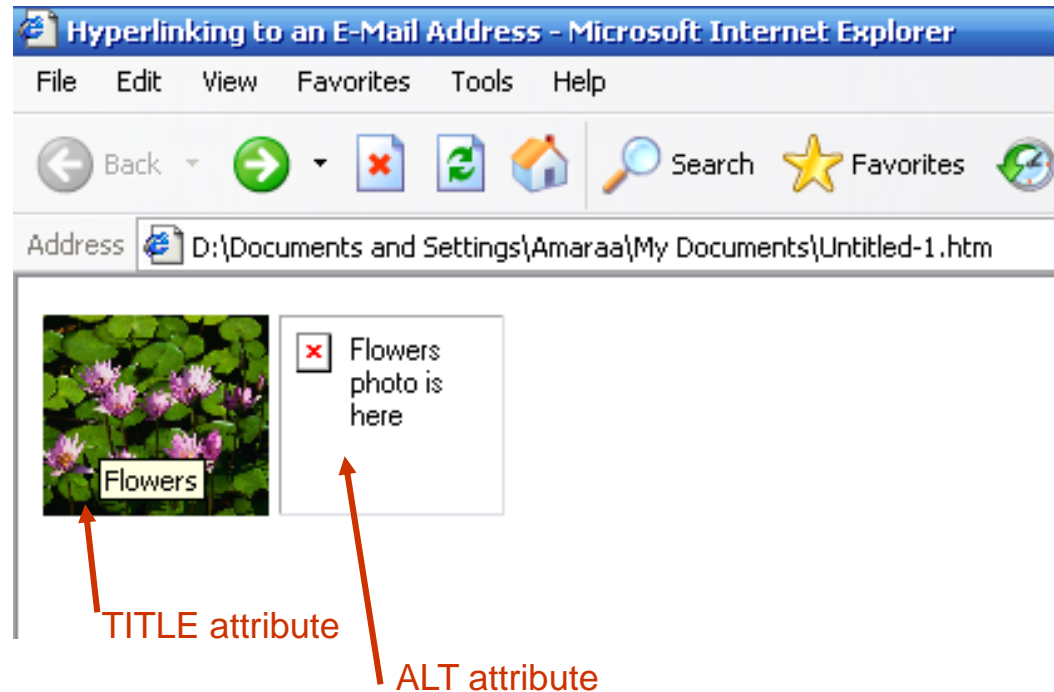 Hyperlinking to an E-Mail Address - Microsoft Internet Explorer
File Edit View Favorites Tools Help
Back Search Favorites
Address D:\Documents and Settings\Amaraa\My Documents\Untitled-1.htm
Flowers
photo is
here
Flowers
TITLE attribute
ALT attribute